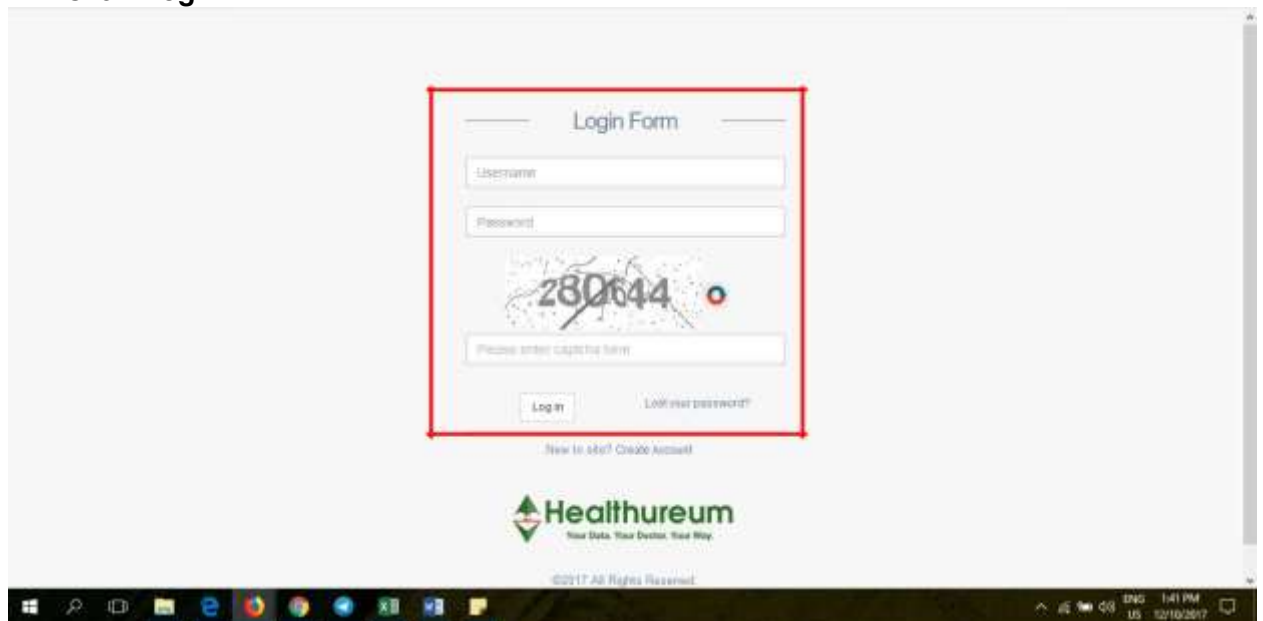 Login Form
Username
Password
280644
Please enter captcha form
Log in
Lost your password?
New to site? Create Account
Healthureum
Your Data. Your Doctor. Your Way.
©2017 All Rights Reserved
ENG
US
1:41 PM
12/10/2017